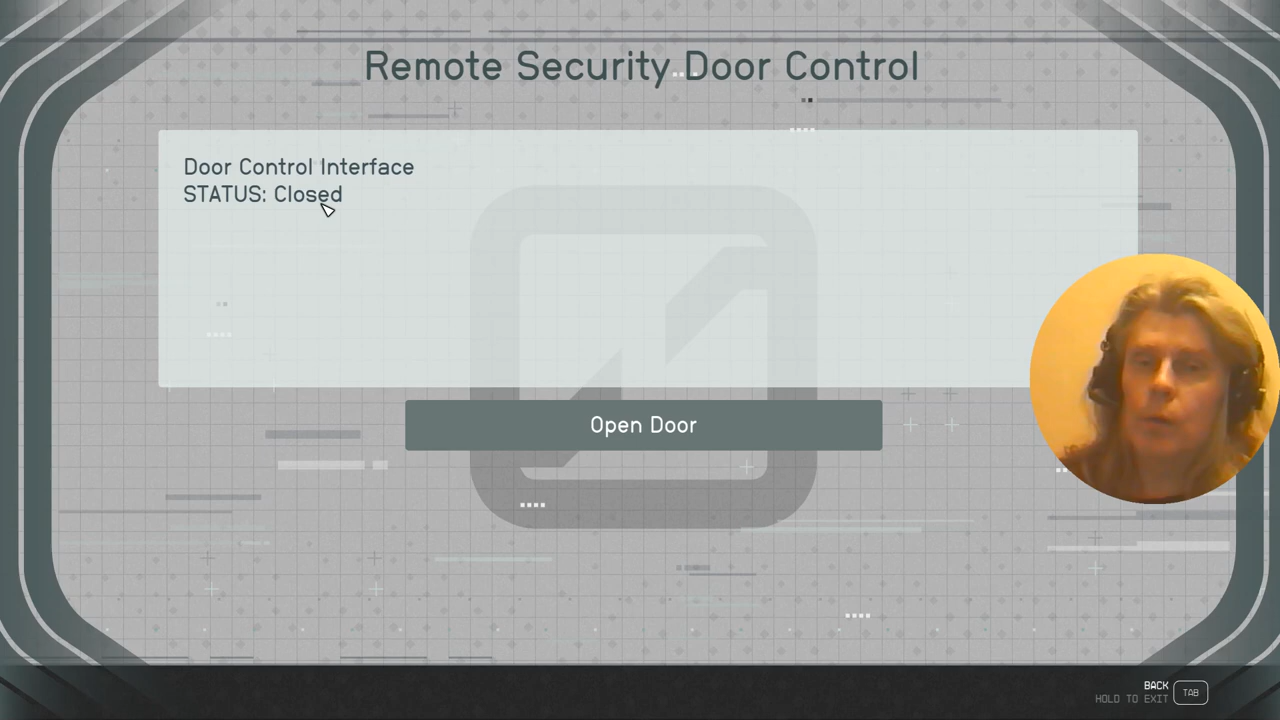 Remote Security Door Control
Door Control Interface
STATUS: Closed
Open Door
BACK
HOLD TO EXIT
TAB